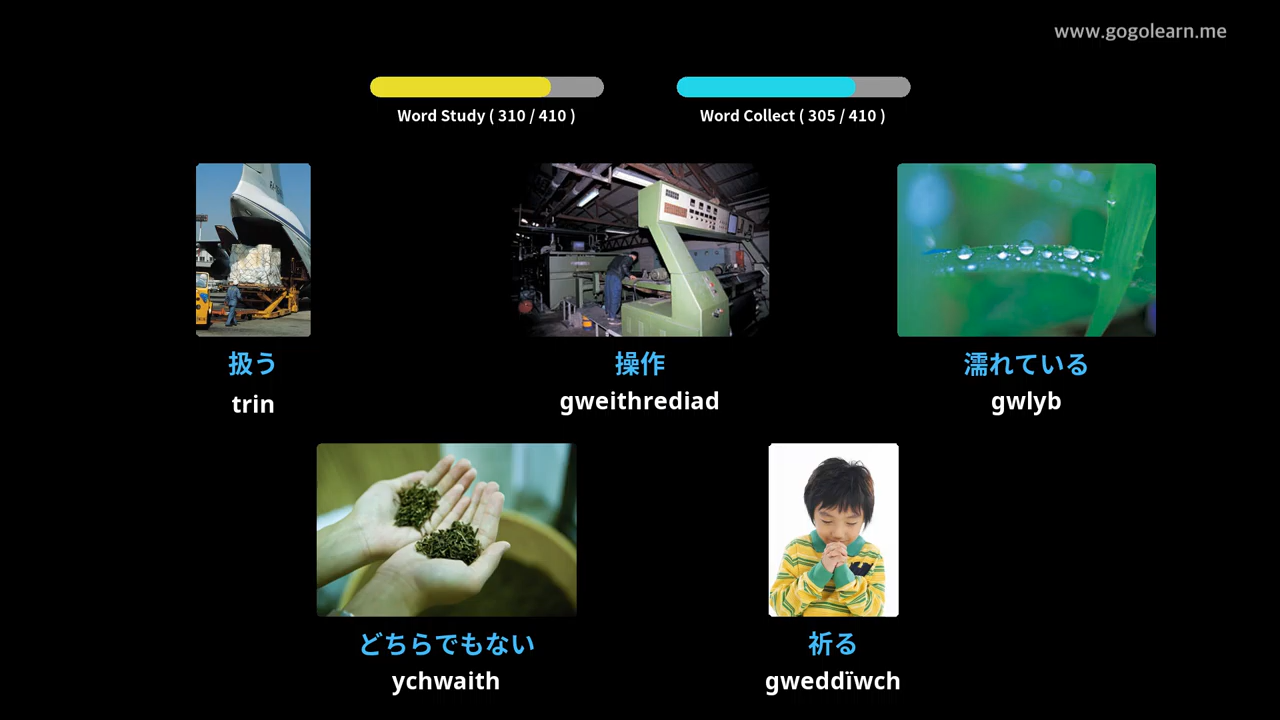 www.gogolearn.me
Word Study ( 310 / 410 )
Word Collect ( 305 / 410 )
扱う
trin
操作
gweithrediad
濡れている
gwlyb
どちらでもない
ychwaith
祈る
gweddïwch